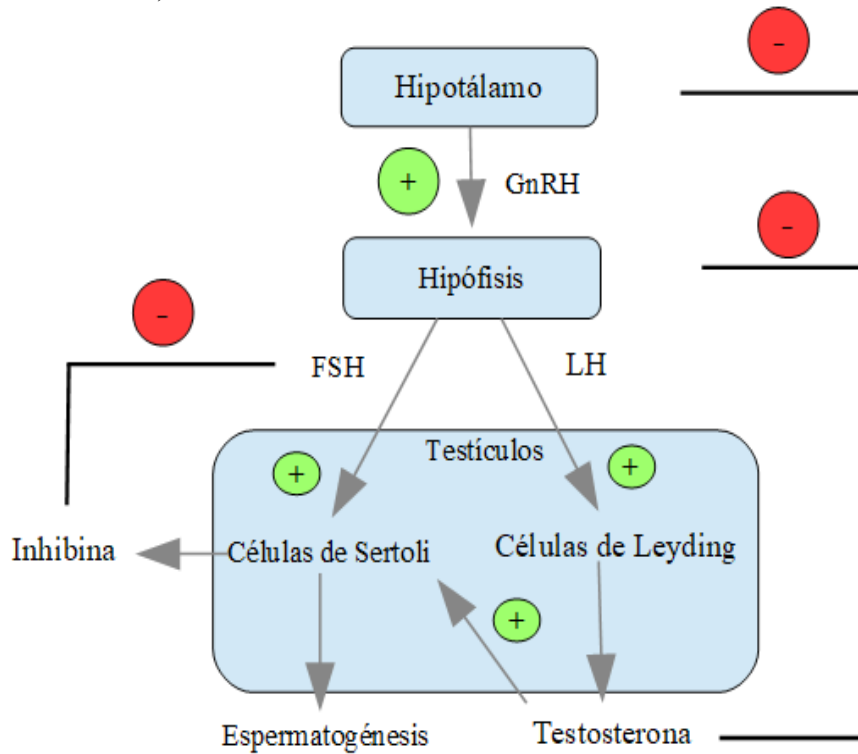 -
Hipotálamo
+
GnRH
-
Hipófisis
-
FSH
LH
Testículos
+
+
Inhibina
Células de Sertoli
Células de Leyding
+
Espermatogénesis
Testosterona